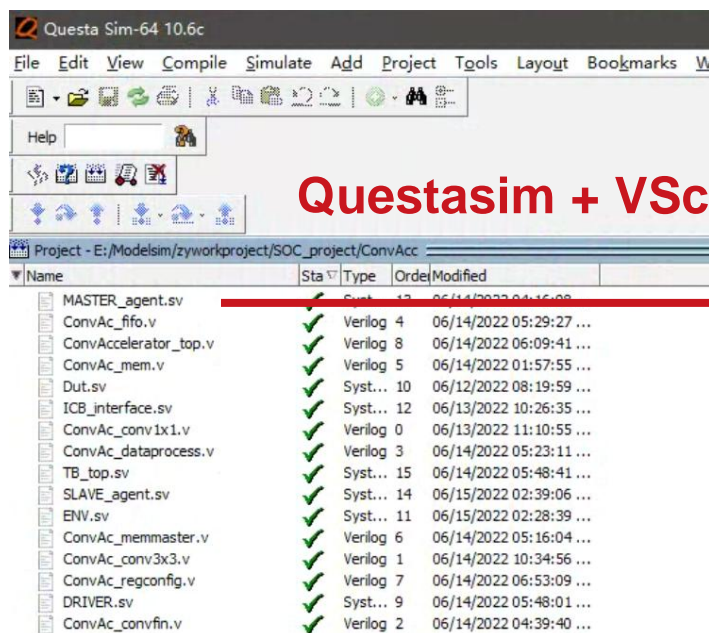 Questa Sim-64 10.6c
File Edit View Compile Simulate Add Project Tools Layout Bookmarks W
Help
Questasim + VSc
Project - E:/Modelsim/zyworkproject/SOC_project/ConvAcc
Name Sta Type Order Modified
MASTER_agent.sv Syst... 13 06/14/2022 04:16:08
ConvAc_fifo.v Verilog 4 06/14/2022 05:29:27 ...
ConvAccelerator_top.v Verilog 8 06/14/2022 06:09:41 ...
ConvAc_mem.v Verilog 5 06/14/2022 01:57:55 ...
Dut.sv Syst... 10 06/12/2022 08:19:59 ...
ICB_interface.sv Syst... 12 06/13/2022 10:26:35 ...
ConvAc_conv1x1.v Verilog 0 06/13/2022 11:10:55 ...
ConvAc_dataprocess.v Verilog 3 06/14/2022 05:23:11 ...
TB_top.sv Syst... 15 06/14/2022 05:48:41 ...
SLAVE_agent.sv Syst... 14 06/15/2022 02:39:06 ...
ENV.sv Syst... 11 06/15/2022 02:28:39 ...
ConvAc_memmaster.v Verilog 6 06/14/2022 05:16:04 ...
ConvAc_conv3x3.v Verilog 1 06/14/2022 10:34:56 ...
ConvAc_regconfig.v Verilog 7 06/14/2022 06:53:09 ...
DRIVER.sv Syst... 9 06/14/2022 05:48:01 ...
ConvAc_convfin.v Verilog 2 06/14/2022 04:39:40 ...